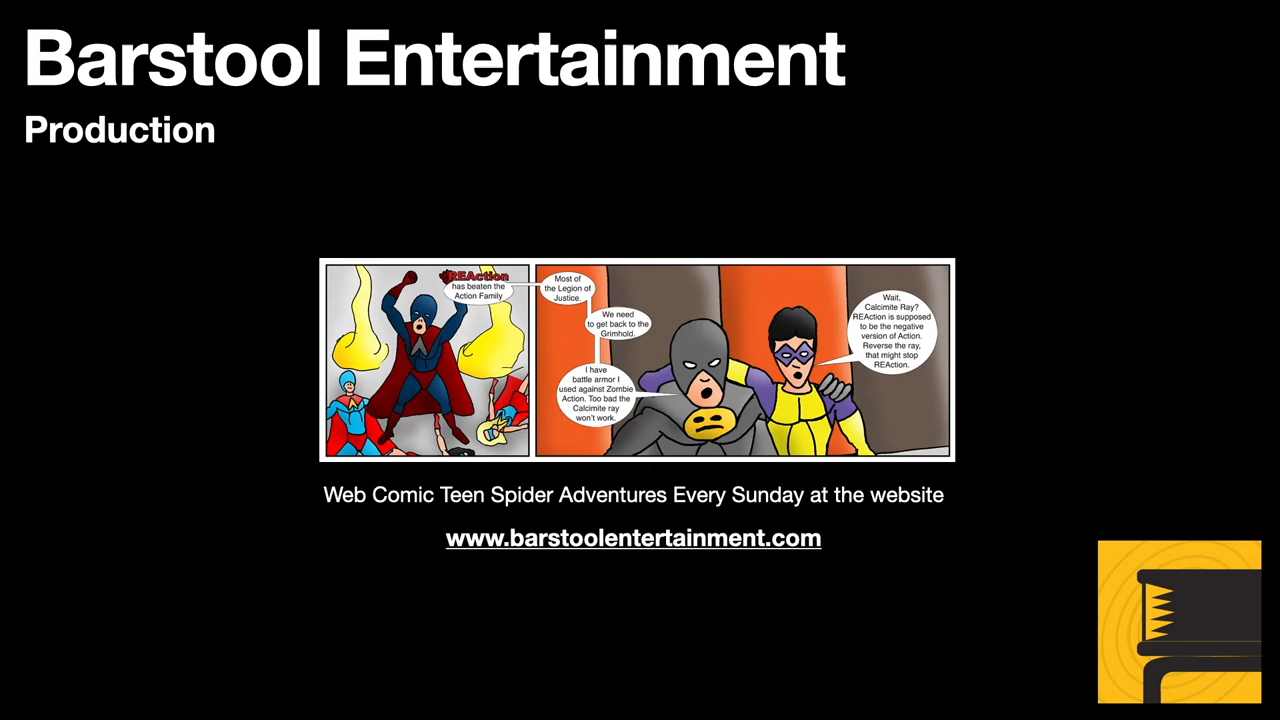 Barstool Entertainment
Production
REAction
has beaten the
Action Family
Most of
the Legion of
Justice.
We need
to get back to the
Grimhold.
I have
battle armor I
used against Zombie
Action. Too bad the
Calcimite ray
won't work.
Wait,
Calcimite Ray?
REAction is supposed
to be the negative
version of Action.
Reverse the ray,
that might stop
REAction.
Web Comic Teen Spider Adventures Every Sunday at the website
www.barstoolentertainment.com